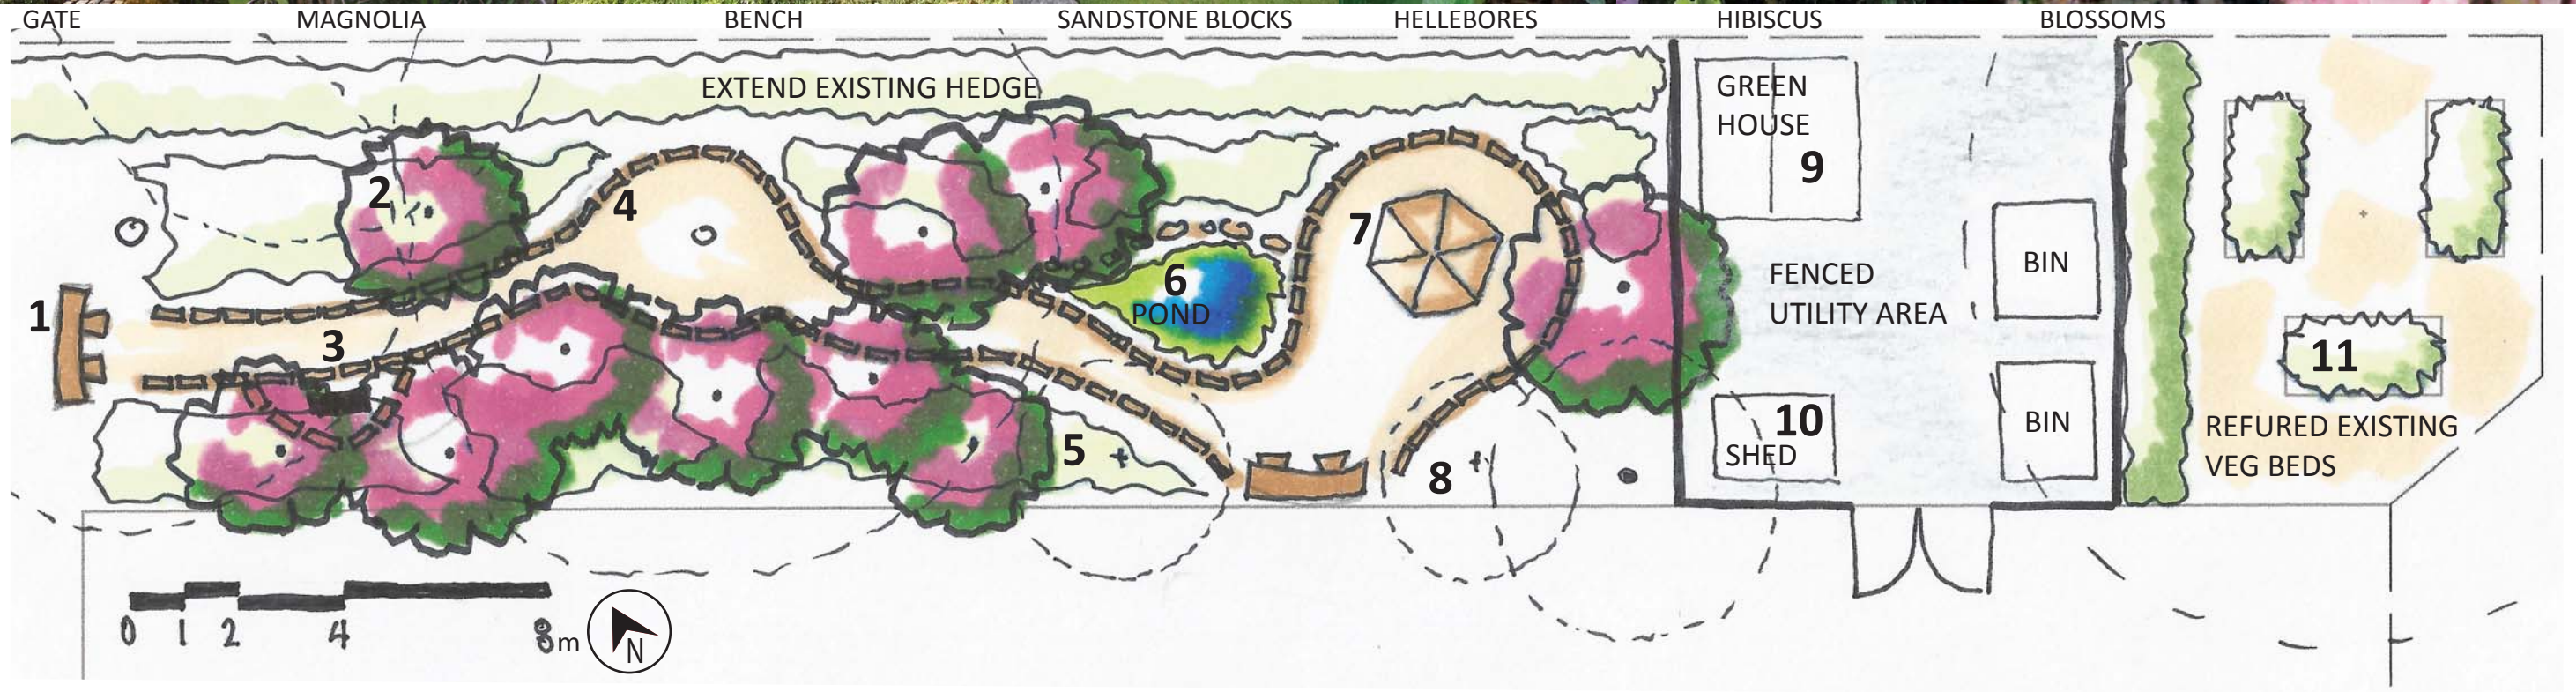 GATE
MAGNOLIA
BENCH
SANDSTONE BLOCKS
HELLEBORES
HIBISCUS
BLOSSOMS
EXTEND EXISTING HEDGE
1
2
3
4
5
6
POND
7
8
GREEN
HOUSE
9
FENCED
UTILITY AREA
10
SHED
BIN
BIN
11
REFURED EXISTING
VEG BEDS
0 1 2 4 8m
N